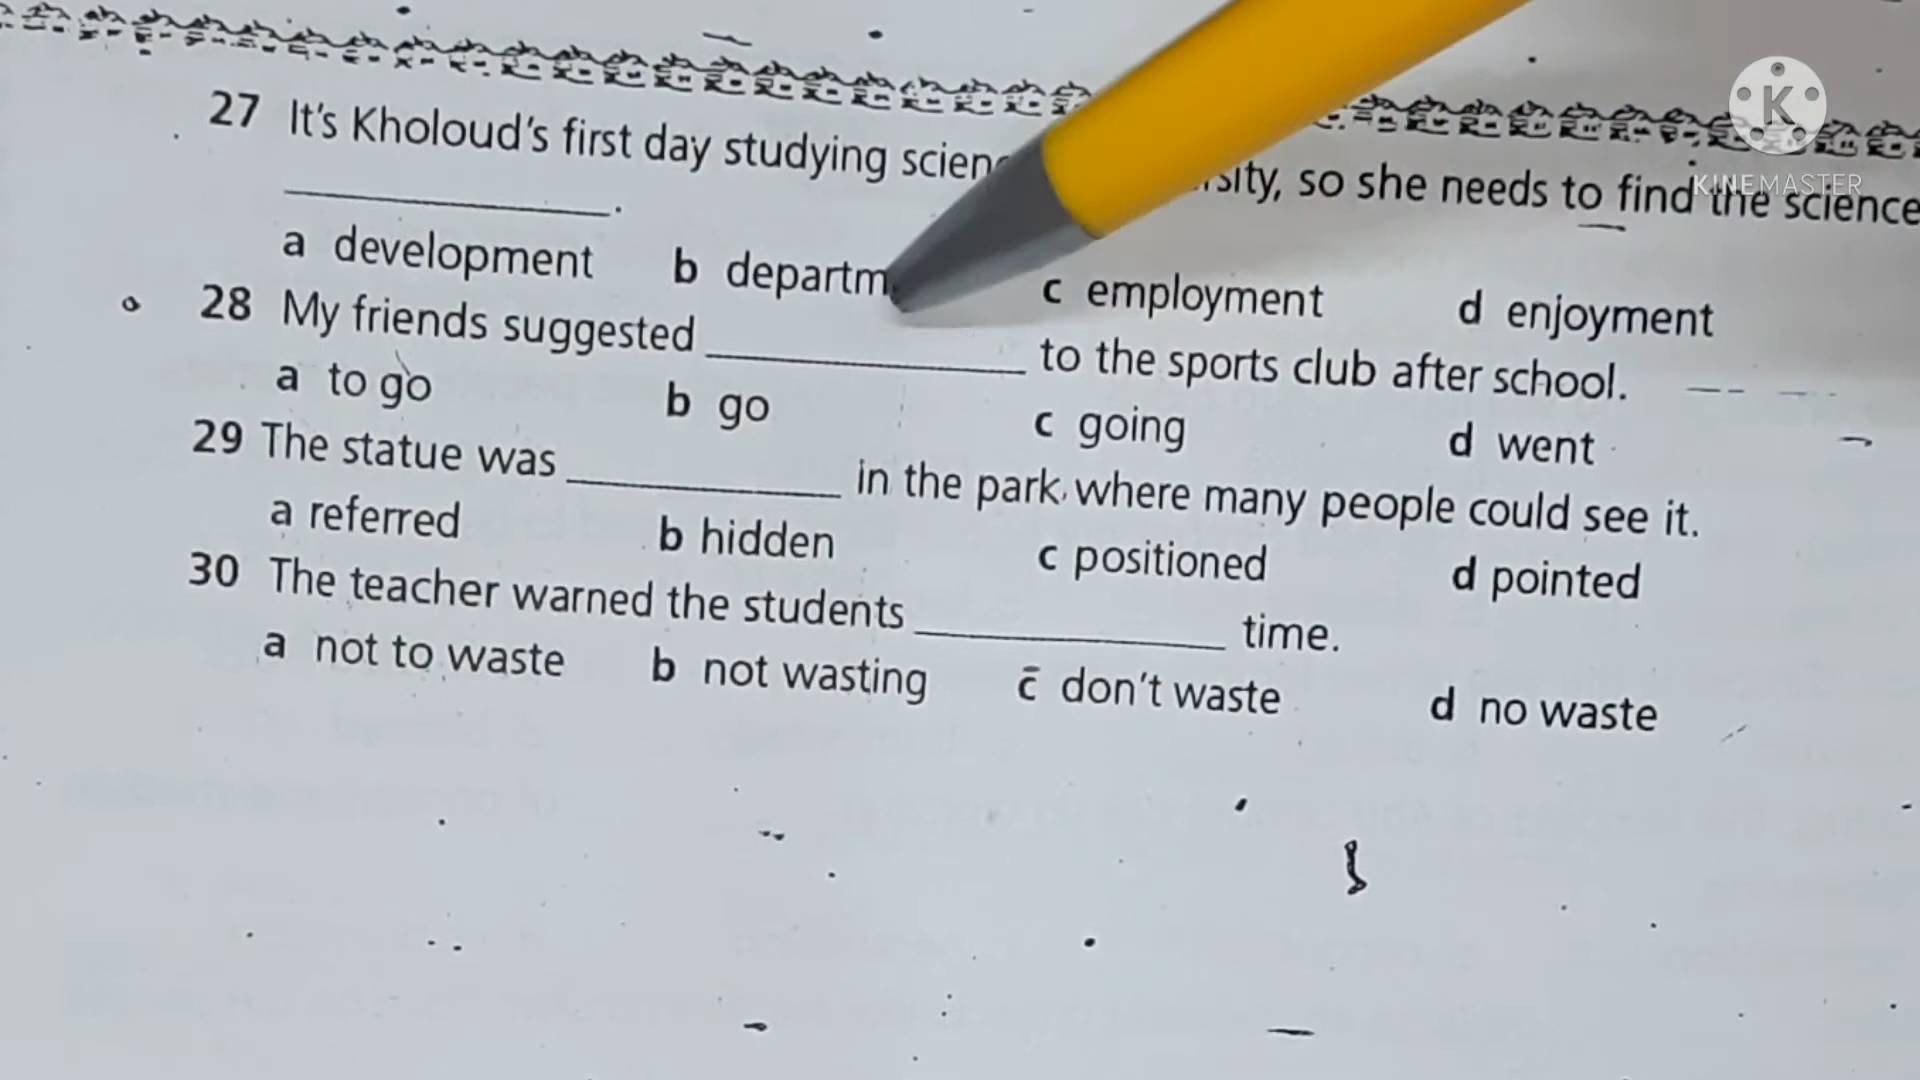 K
KINEMASTER
27 It's Kholoud's first day studying so she needs to find the science
.
a development b c employment d enjoyment
28 My friends suggested to the sports club after school.
a to go b go c going d went
29 The statue was in the park where many people could see it.
a referred b hidden c positioned d pointed
30 The teacher warned the students time.
a not to waste b not wasting c don't waste d no waste